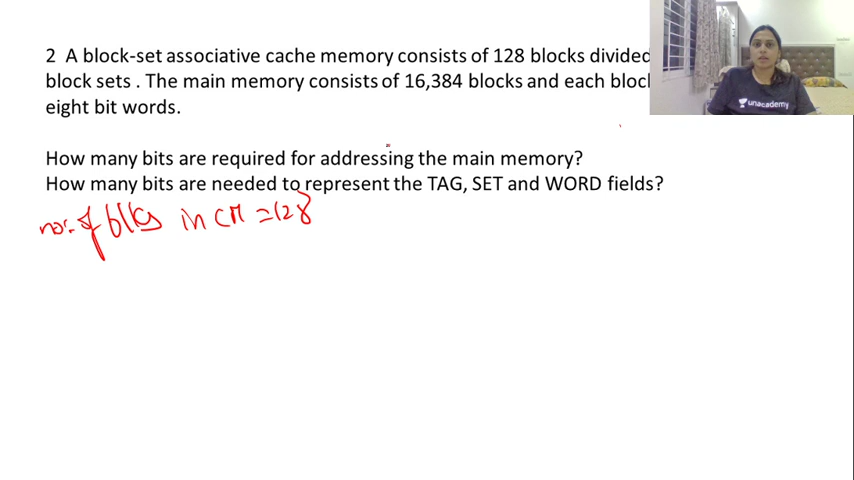 2 A block-set associative cache memory consists of 128 blocks divided
block sets . The main memory consists of 16,384 blocks and each bloc
eight bit words.
How many bits are required for addressing the main memory?
How many bits are needed to represent the TAG, SET and WORD fields?
no. of blks in CM = 128
unacademy